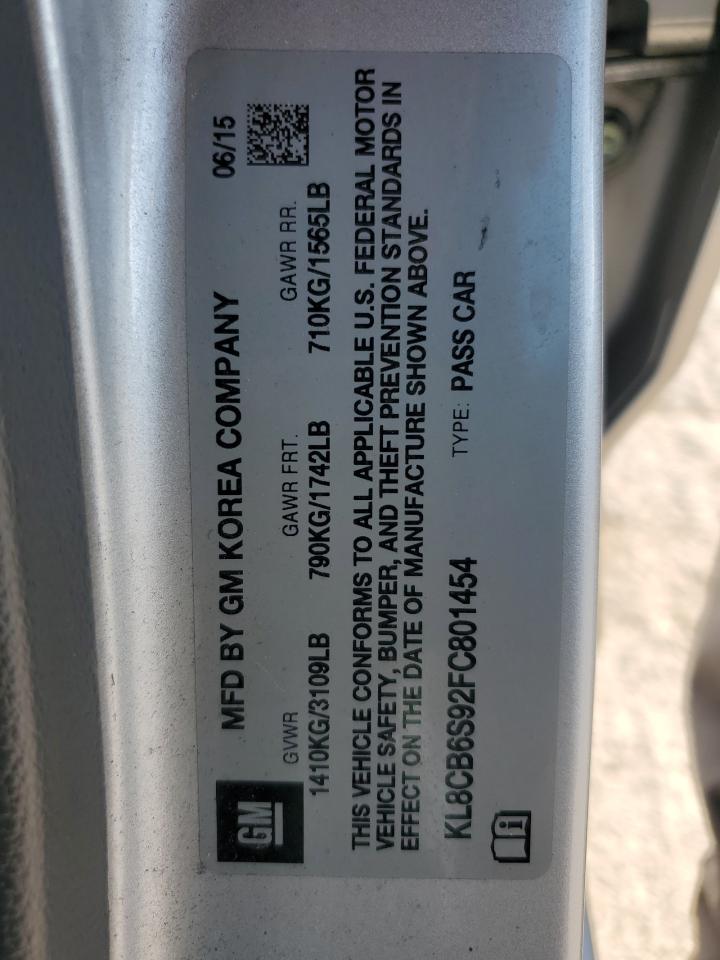 GM
MFD BY GM KOREA COMPANY 06/15
GVWR GAWR FRT. GAWR RR.
1410KG/3109LB 790KG/1742LB 710KG/1565LB
THIS VEHICLE CONFORMS TO ALL APPLICABLE U.S. FEDERAL MOTOR
VEHICLE SAFETY, BUMPER, AND THEFT PREVENTION STANDARDS IN
EFFECT ON THE DATE OF MANUFACTURE SHOWN ABOVE.
KL8CB6S92FC801454 TYPE: PASS CAR